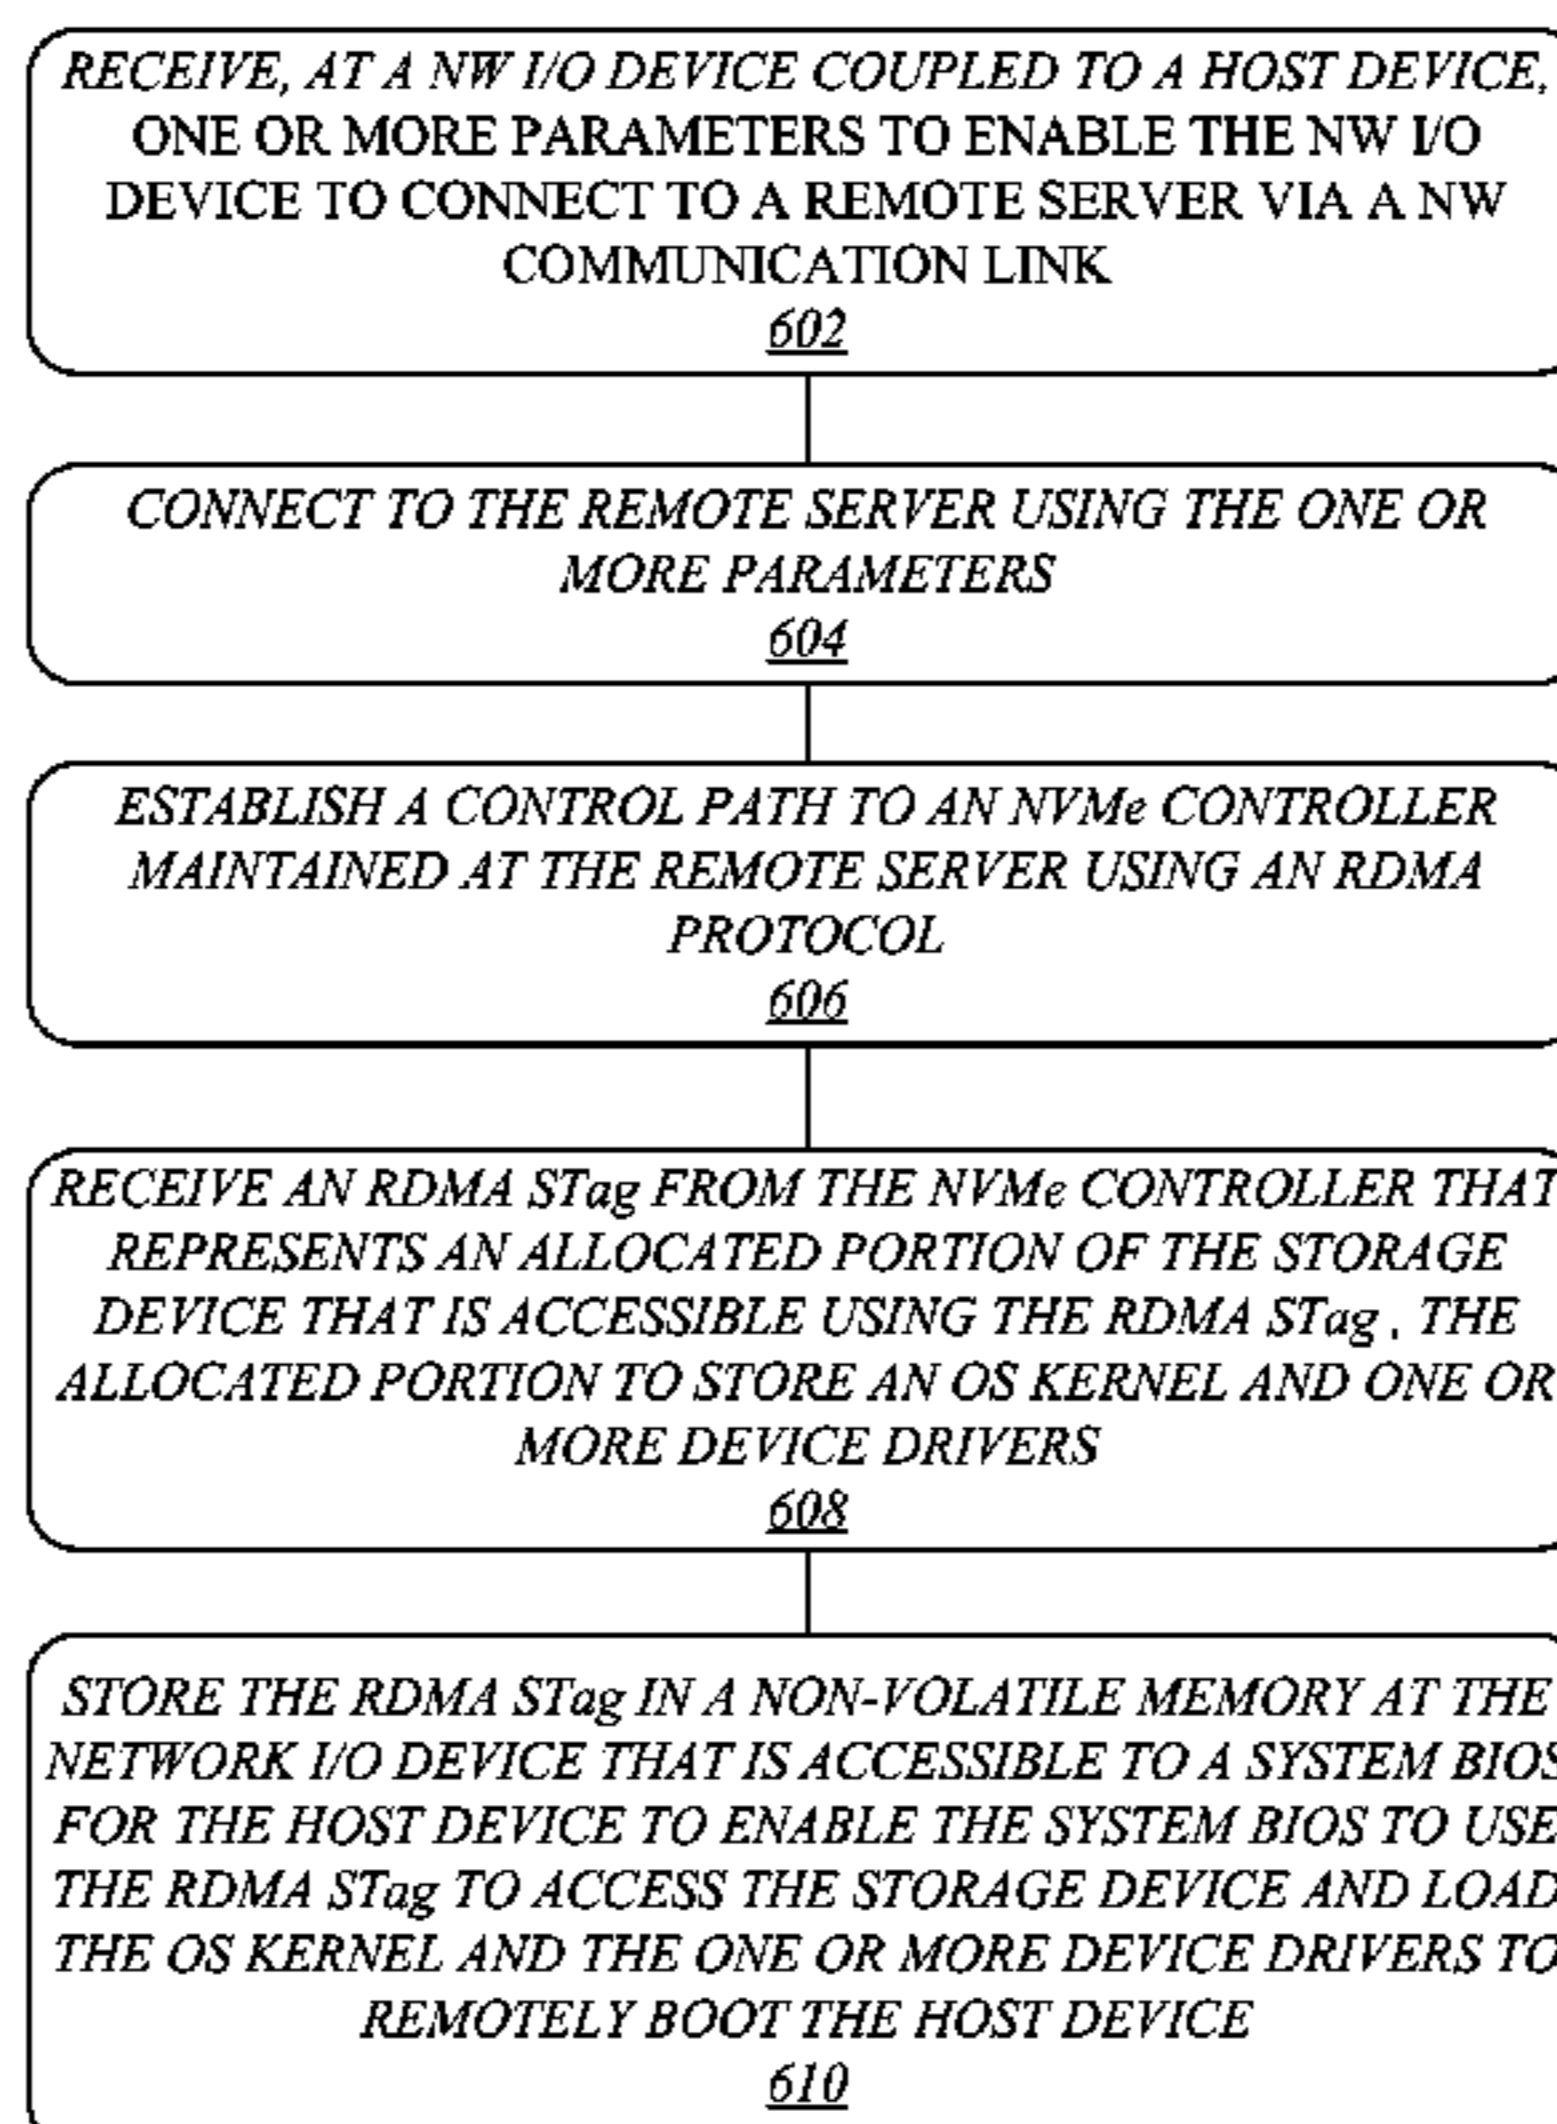 RECEIVE, AT A NW I/O DEVICE COUPLED TO A HOST DEVICE,
ONE OR MORE PARAMETERS TO ENABLE THE NW I/O
DEVICE TO CONNECT TO A REMOTE SERVER VIA A NW
COMMUNICATION LINK
602
CONNECT TO THE REMOTE SERVER USING THE ONE OR
MORE PARAMETERS
604
ESTABLISH A CONTROL PATH TO AN NVMe CONTROLLER
MAINTAINED AT THE REMOTE SERVER USING AN RDMA
PROTOCOL
606
RECEIVE AN RDMA STag FROM THE NVMe CONTROLLER THAT
REPRESENTS AN ALLOCATED PORTION OF THE STORAGE
DEVICE THAT IS ACCESSIBLE USING THE RDMA STag , THE
ALLOCATED PORTION TO STORE AN OS KERNEL AND ONE OR
MORE DEVICE DRIVERS
608
STORE THE RDMA STag IN A NON-VOLATILE MEMORY AT THE
NETWORK I/O DEVICE THAT IS ACCESSIBLE TO A SYSTEM BIOS
FOR THE HOST DEVICE TO ENABLE THE SYSTEM BIOS TO USE
THE RDMA STag TO ACCESS THE STORAGE DEVICE AND LOAD
THE OS KERNEL AND THE ONE OR MORE DEVICE DRIVERS TO
REMOTELY BOOT THE HOST DEVICE
610